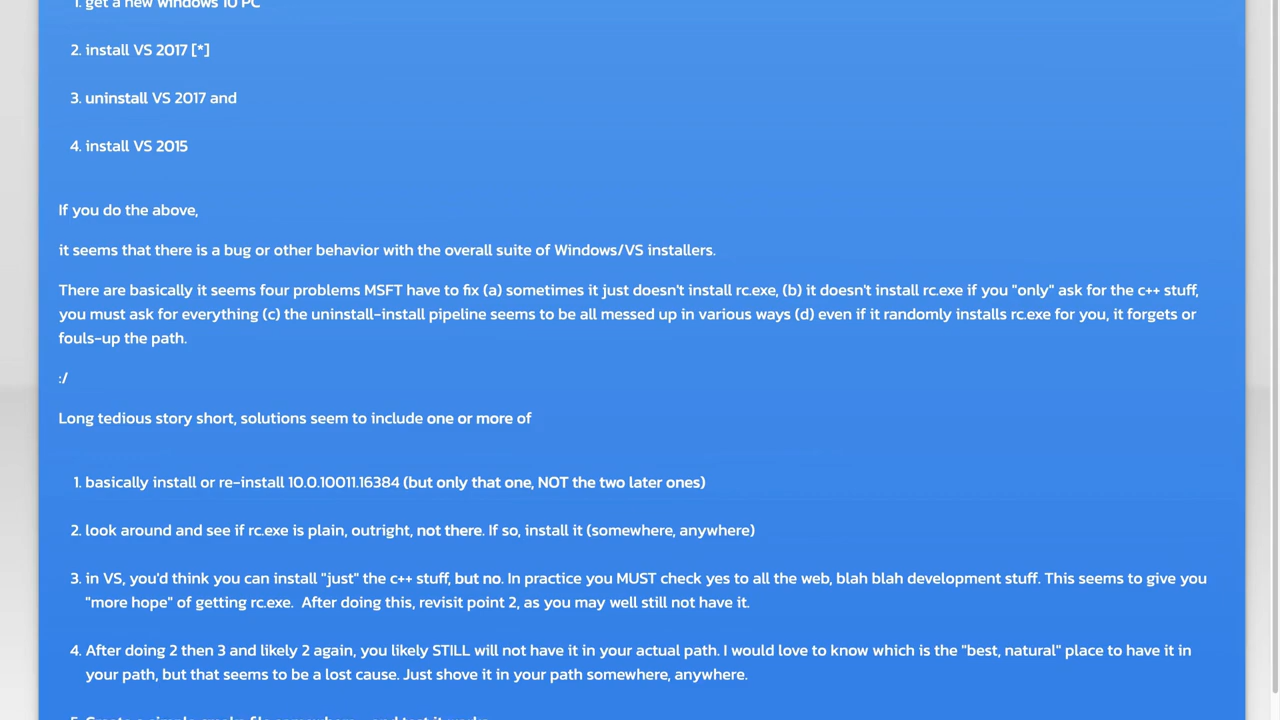 1. get a new windows 10 PC
2. install VS 2017 [*]
3. uninstall VS 2017 and
4. install VS 2015
If you do the above,
it seems that there is a bug or other behavior with the overall suite of Windows/VS installers.
There are basically it seems four problems MSFT have to fix (a) sometimes it just doesn't install rc.exe, (b) it doesn't install rc.exe if you "only" ask for the c++ stuff,
you must ask for everything (c) the uninstall-install pipeline seems to be all messed up in various ways (d) even if it randomly installs rc.exe for you, it forgets or
fouls-up the path.
:/
Long tedious story short, solutions seem to include one or more of
1. basically install or re-install 10.0.10011.16384 (but only that one, NOT the two later ones)
2. look around and see if rc.exe is plain, outright, not there. If so, install it (somewhere, anywhere)
3. in VS, you'd think you can install "just" the c++ stuff, but no. In practice you MUST check yes to all the web, blah blah development stuff. This seems to give you
"more hope" of getting rc.exe.  After doing this, revisit point 2, as you may well still not have it.
4. After doing 2 then 3 and likely 2 again, you likely STILL will not have it in your actual path. I would love to know which is the "best, natural" place to have it in
your path, but that seems to be a lost cause. Just shove it in your path somewhere, anywhere.